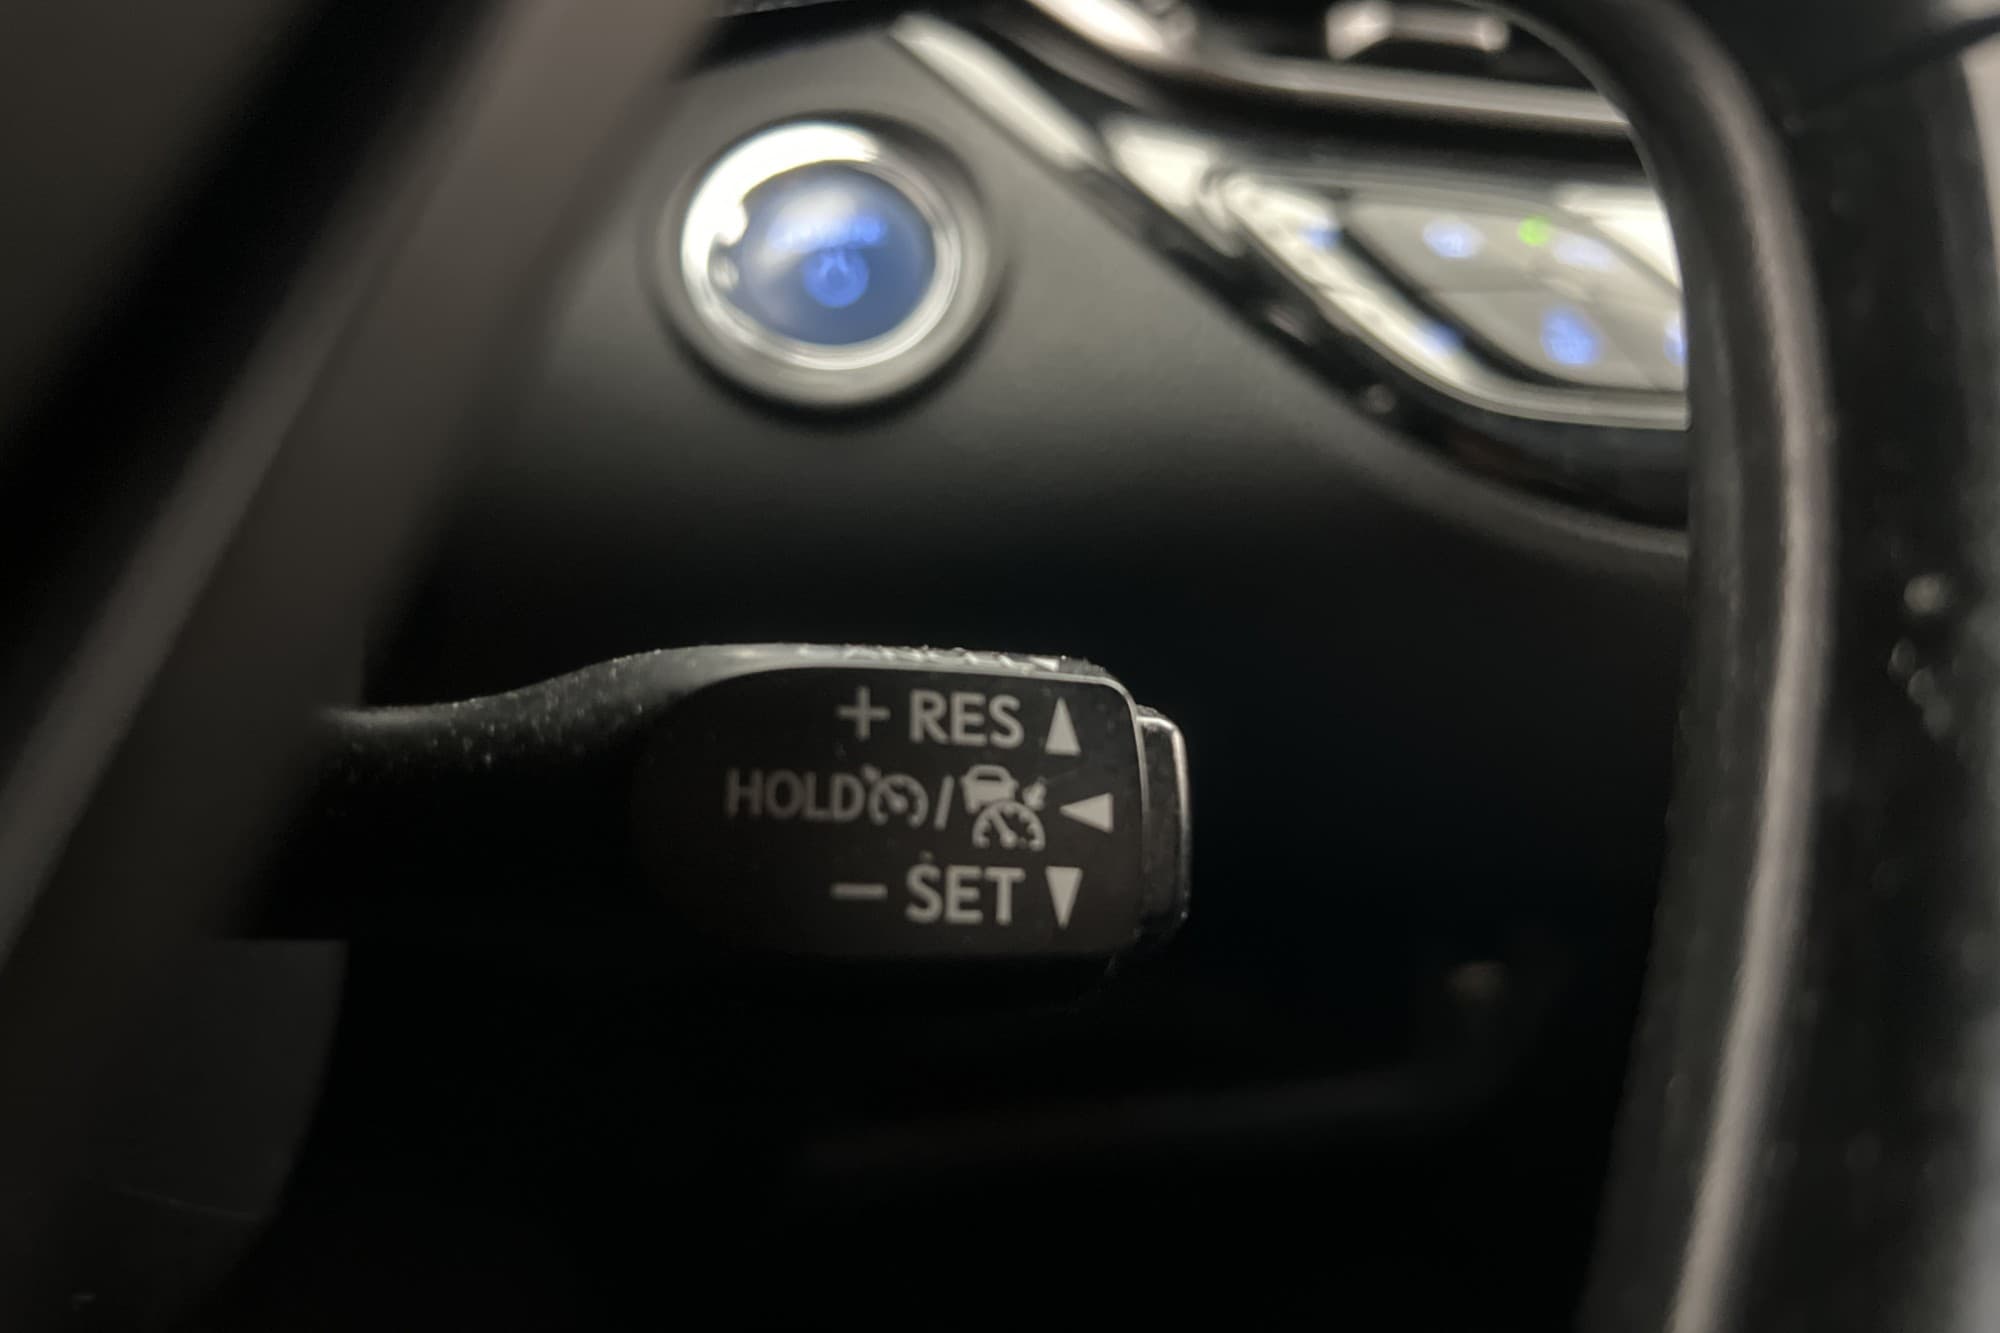 + RES
HOLD /
− SET